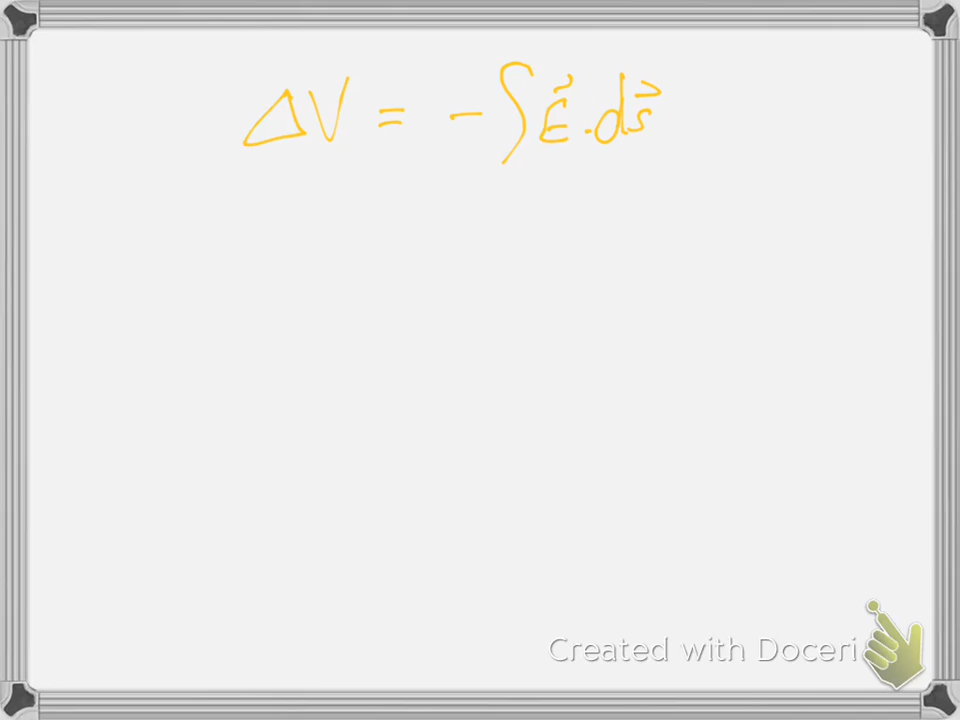 ΔV = - ∫ E⃗ . ds⃗
Created with Doceri